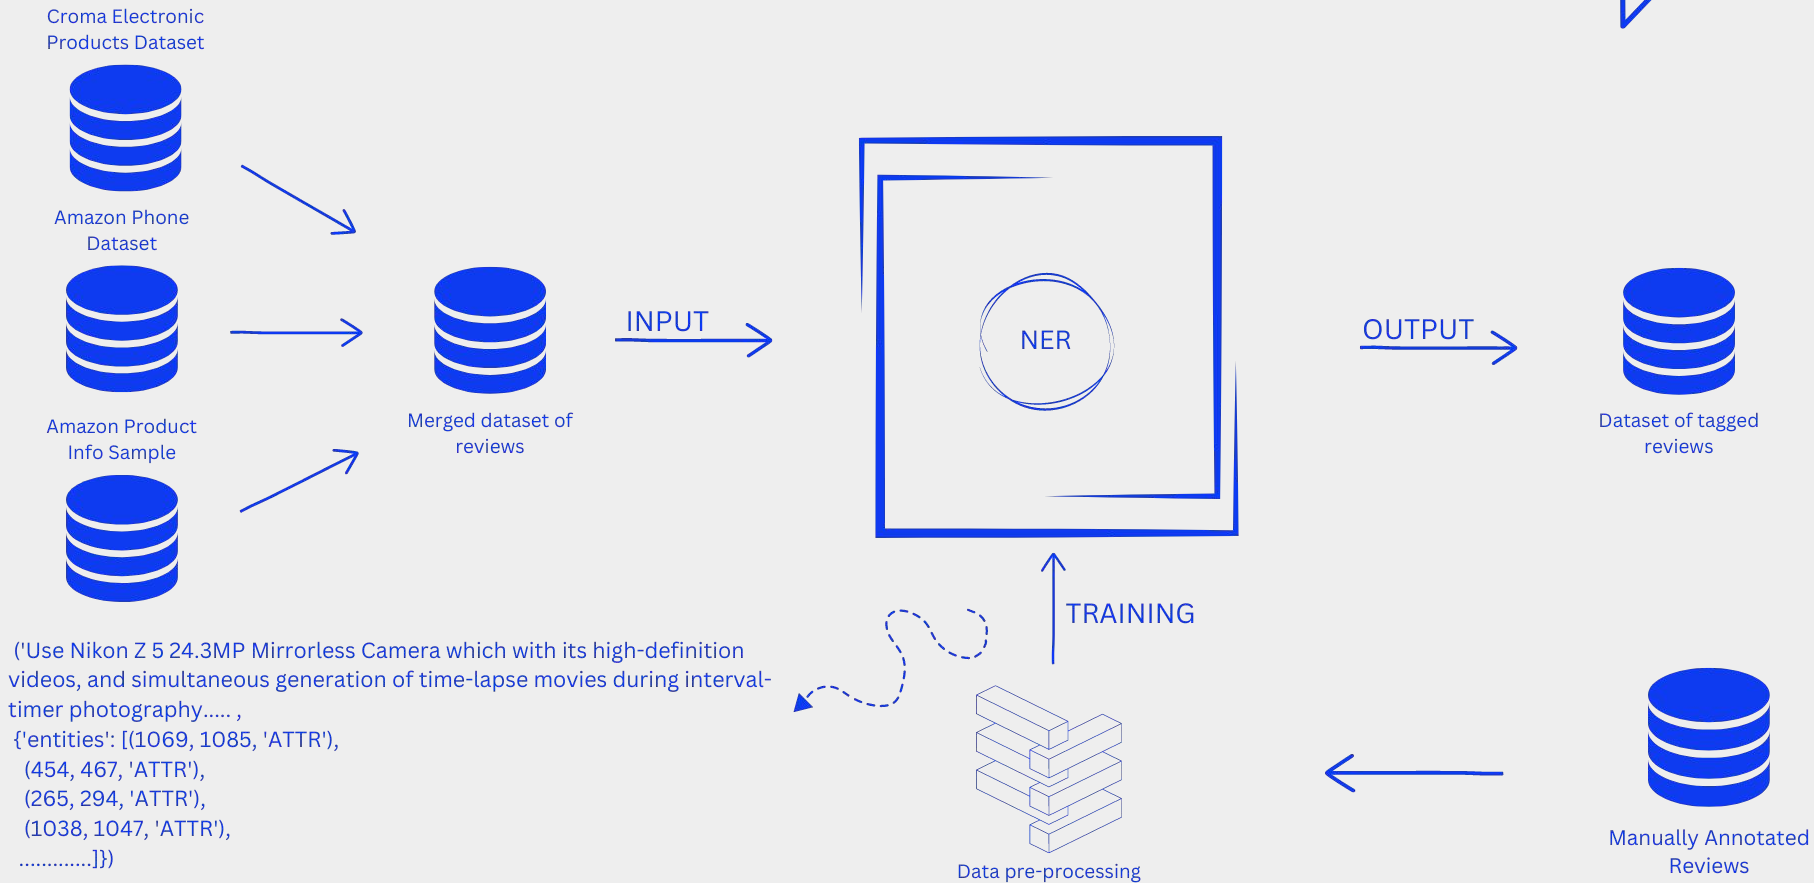 Croma Electronic
Products Dataset
Amazon Phone
Dataset
Amazon Product
Info Sample
Merged dataset of
reviews
INPUT
NER
OUTPUT
Dataset of tagged
reviews
TRAINING
('Use Nikon Z 5 24.3MP Mirrorless Camera which with its high-definition
videos, and simultaneous generation of time-lapse movies during interval-
timer photography..... ,
{'entities': [(1069, 1085, 'ATTR'),
(454, 467, 'ATTR'),
(265, 294, 'ATTR'),
(1038, 1047, 'ATTR'),
.............]})
Data pre-processing
Manually Annotated
Reviews